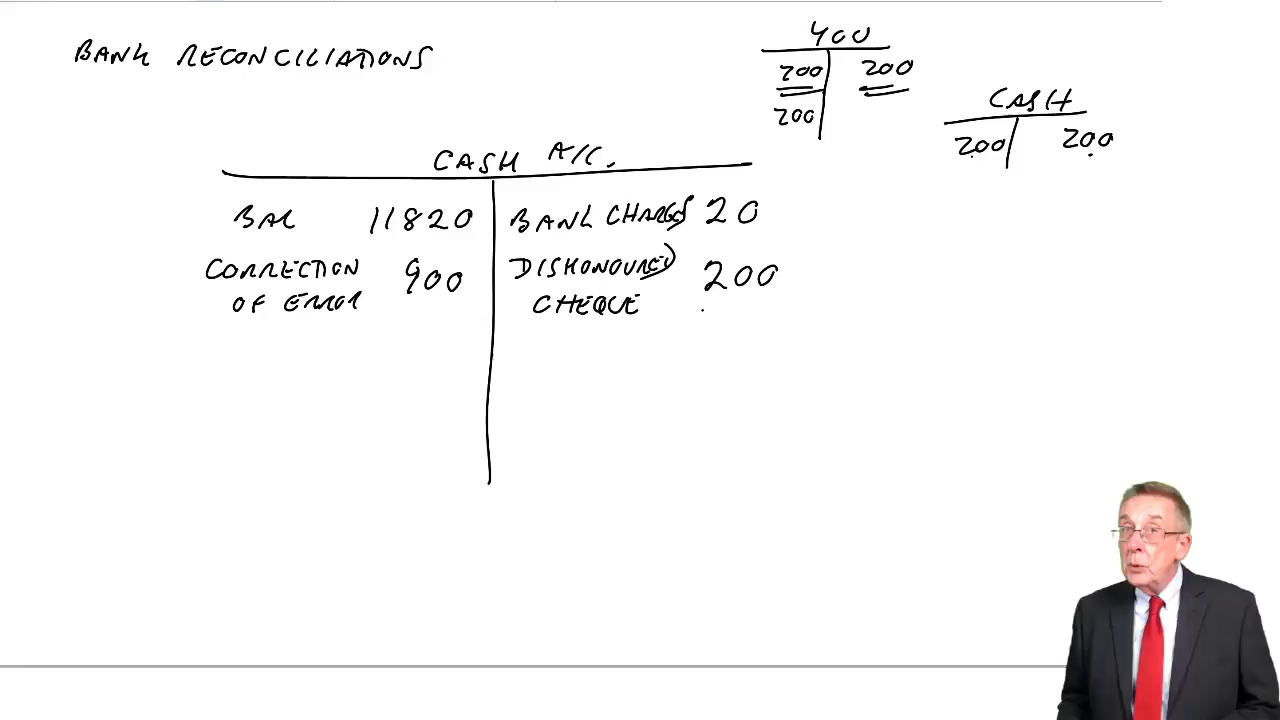 BANK RECONCILIATIONS
400
200 200
200
CASH
200 200
CASH A/C.
BAL 11820 BANK CHARGES 20
CORRECTION 900 DISHONOURED 200
OF ERROR CHEQUE